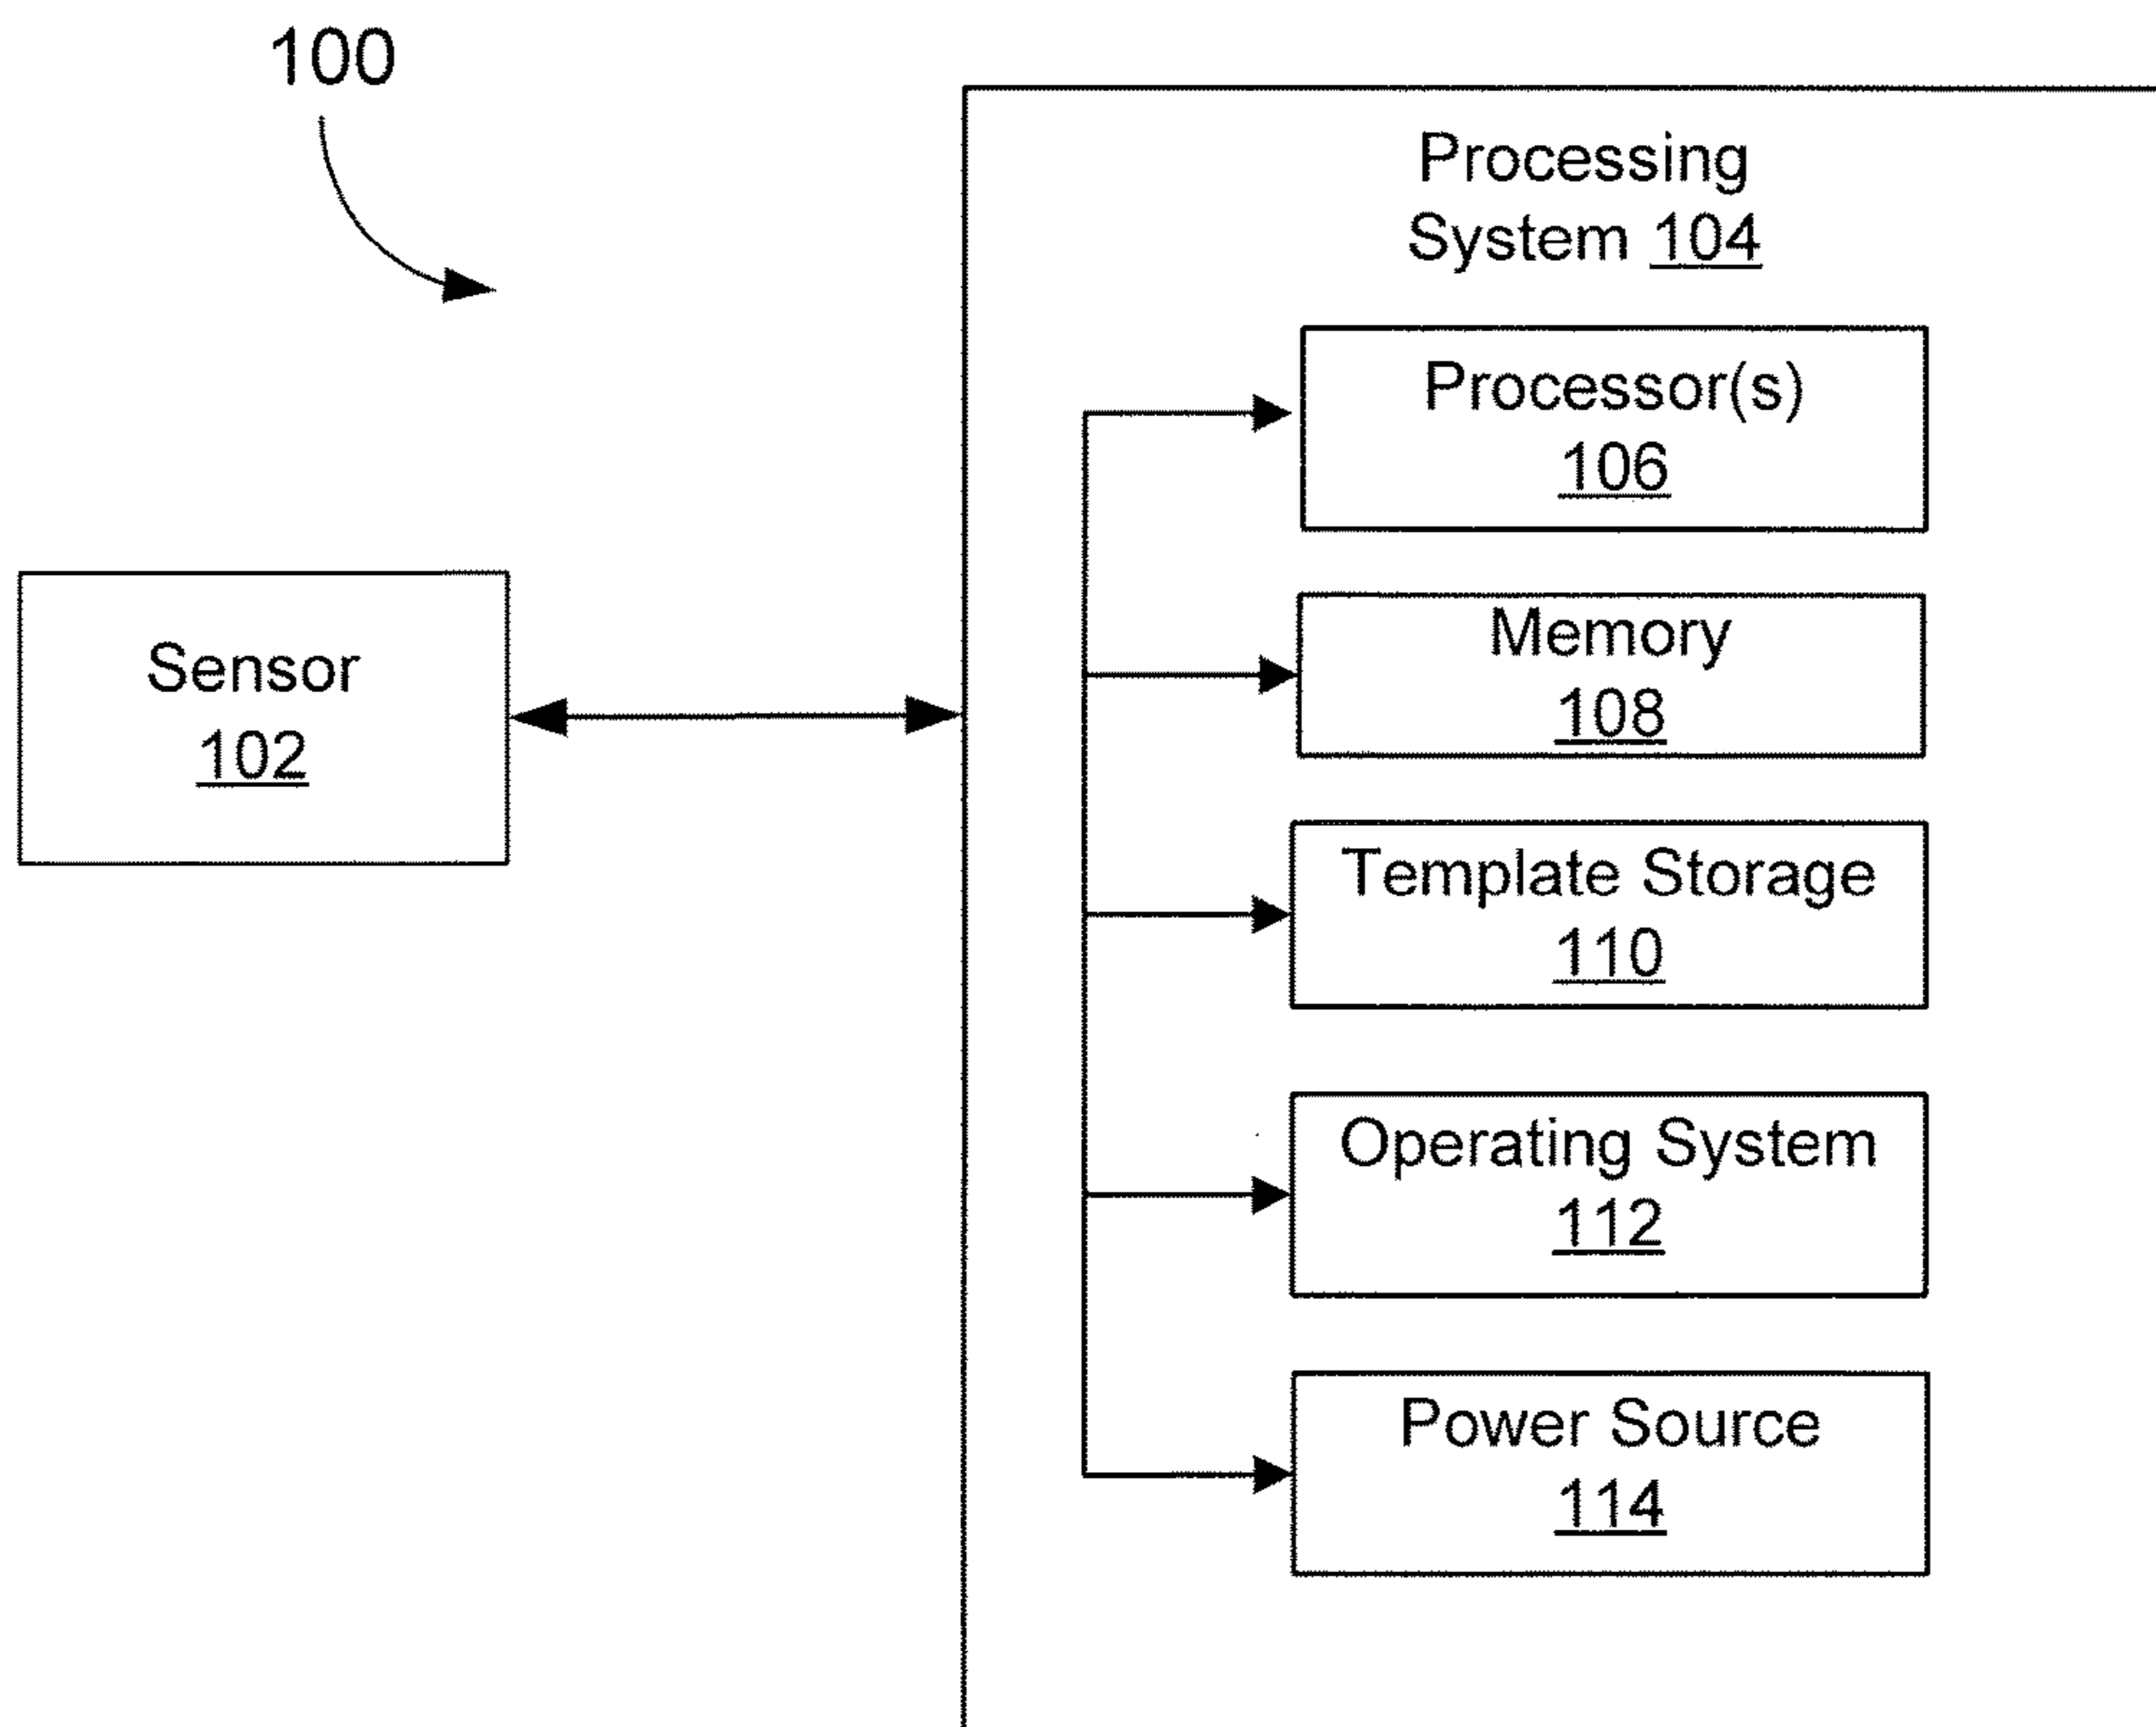 100
Processing
System 104
Processor(s)
106
Memory
108
Sensor
102
Template Storage
110
Operating System
112
Power Source
114